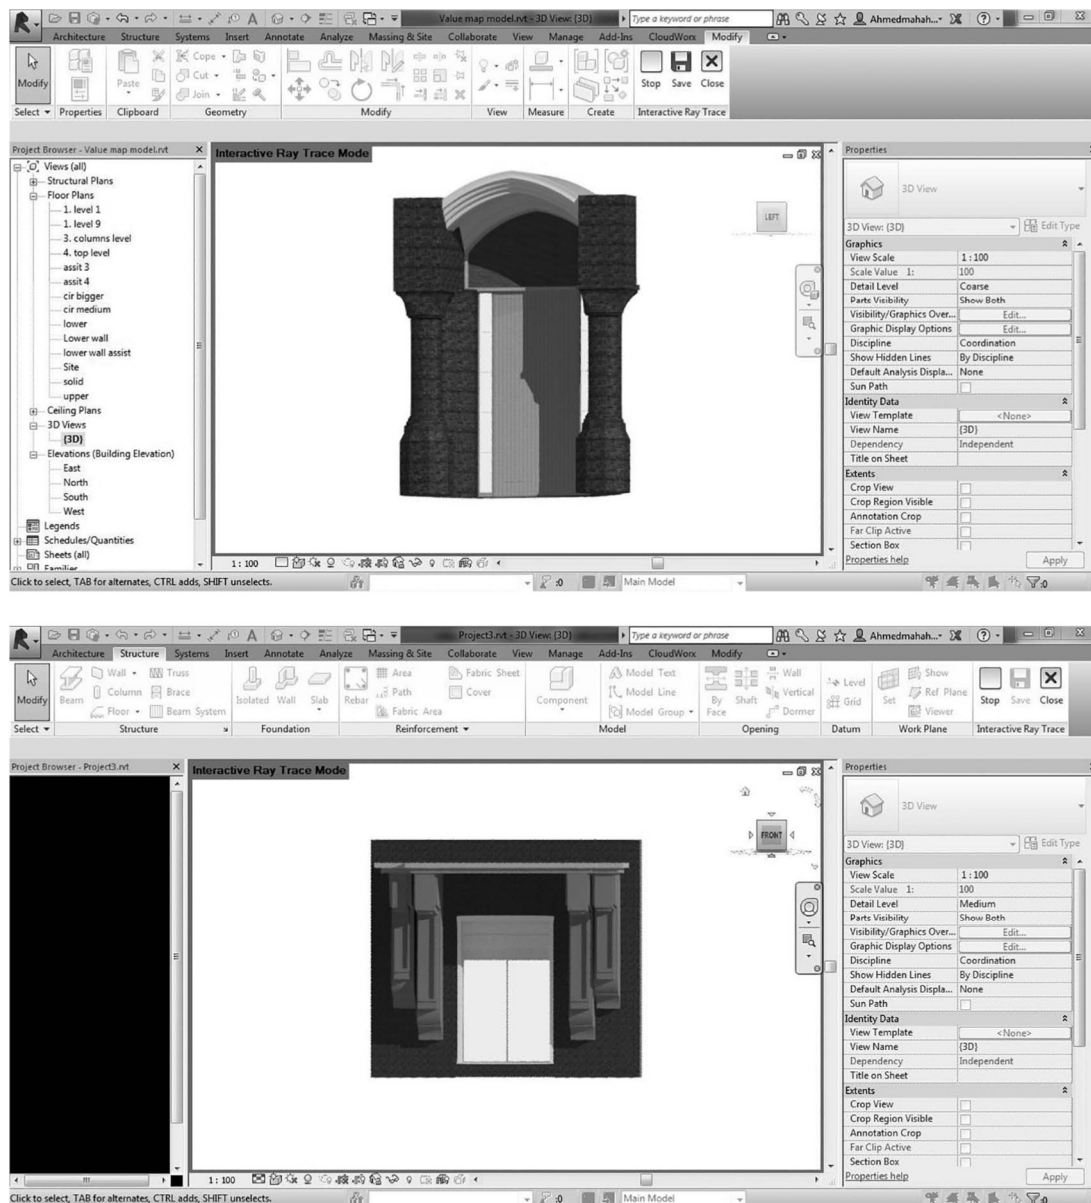 Value map model.rvt - 3D View: {3D} Type a keyword or phrase Ahmedmahah...
Architecture Structure Systems Insert Annotate Analyze Massing & Site Collaborate View Manage Add-Ins CloudWorx Modify
Modify Paste Cope Cut Join Stop Save Close
Select Properties Clipboard Geometry Modify View Measure Create Interactive Ray Trace
Project Browser - Value map model.rvt
Views (all)
Structural Plans
Floor Plans
1. level 1
1. level 9
3. columns level
4. top level
assit 3
assit 4
cir bigger
cir medium
lower
Lower wall
lower wall assist
Site
solid
upper
Ceiling Plans
3D Views
{3D}
Elevations (Building Elevation)
East
North
South
West
Legends
Schedules/Quantities
Sheets (all)
Families
Interactive Ray Trace Mode
LEFT
1 : 100
Properties
3D View
3D View: {3D} Edit Type
Graphics
View Scale 1 : 100
Scale Value 1: 100
Detail Level Coarse
Parts Visibility Show Both
Visibility/Graphics Over... Edit...
Graphic Display Options Edit...
Discipline Coordination
Show Hidden Lines By Discipline
Default Analysis Displa... None
Sun Path
Identity Data
View Template <None>
View Name {3D}
Dependency Independent
Title on Sheet
Extents
Crop View
Crop Region Visible
Annotation Crop
Far Clip Active
Section Box
Properties help Apply
Click to select, TAB for alternates, CTRL adds, SHIFT unselects. :0 Main Model :0
Project3.rvt - 3D View: {3D} Type a keyword or phrase Ahmedmahah...
Architecture Structure Systems Insert Annotate Analyze Massing & Site Collaborate View Manage Add-Ins CloudWorx Modify
Wall Truss Area Fabric Sheet Model Text Wall Level Show
Modify Beam Column Brace Isolated Wall Slab Rebar Path Cover Component Model Line By Face Shaft Vertical Grid Set Ref Plane Stop Save Close
Floor Beam System Fabric Area Model Group Dormer Viewer
Select Structure Foundation Reinforcement Model Opening Datum Work Plane Interactive Ray Trace
Project Browser - Project3.rvt
Interactive Ray Trace Mode
FRONT
1 : 100
Properties
3D View
3D View: {3D} Edit Type
Graphics
View Scale 1 : 100
Scale Value 1: 100
Detail Level Medium
Parts Visibility Show Both
Visibility/Graphics Over... Edit...
Graphic Display Options Edit...
Discipline Coordination
Show Hidden Lines By Discipline
Default Analysis Displa... None
Sun Path
Identity Data
View Template <None>
View Name {3D}
Dependency Independent
Title on Sheet
Extents
Crop View
Crop Region Visible
Annotation Crop
Far Clip Active
Section Box
Properties help Apply
Click to select, TAB for alternates, CTRL adds, SHIFT unselects. :0 Main Model :0